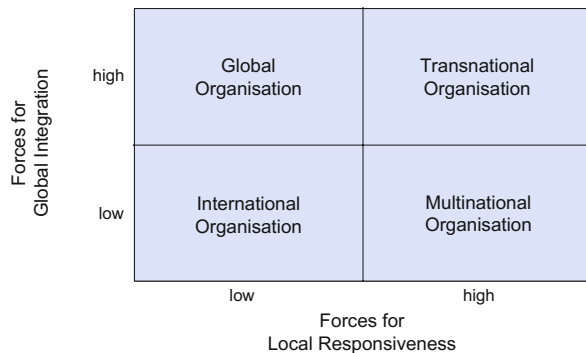 Forces for
Global Integration
high
Global
Organisation
Transnational
Organisation
low
International
Organisation
Multinational
Organisation
low
high
Forces for
Local Responsiveness